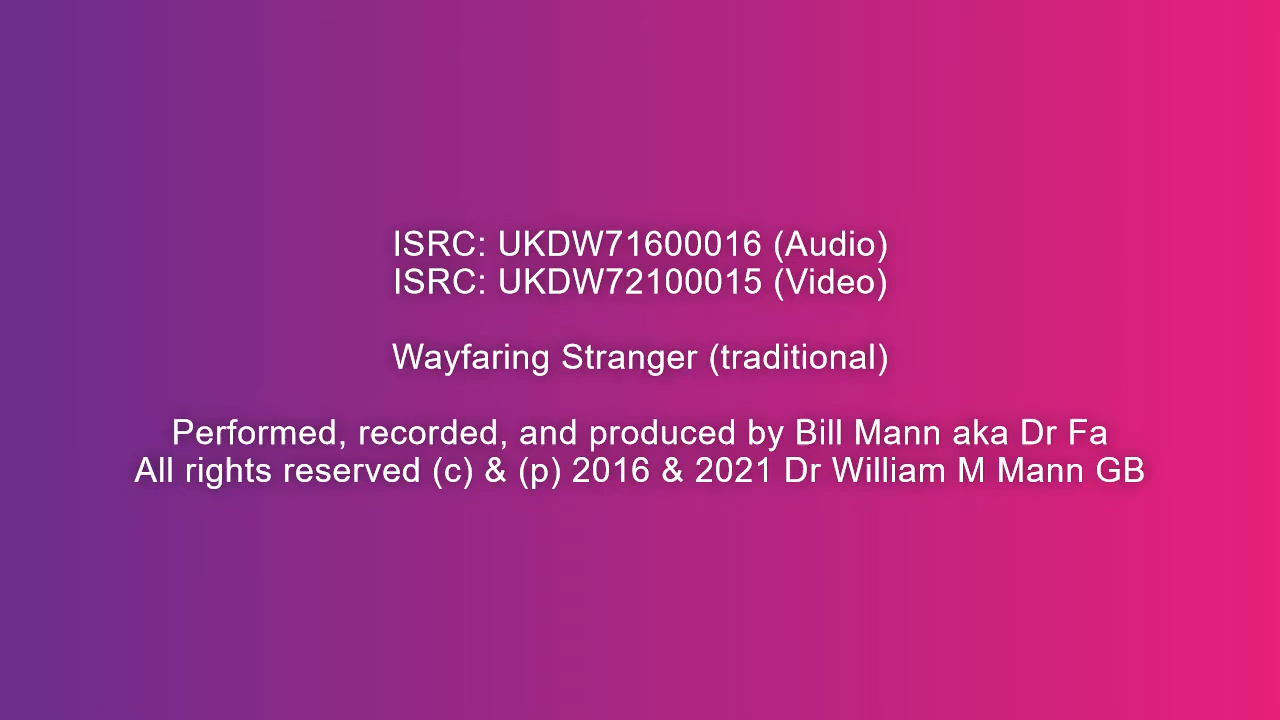 ISRC: UKDW71600016 (Audio)
ISRC: UKDW72100015 (Video)
Wayfaring Stranger (traditional)
Performed, recorded, and produced by Bill Mann aka Dr Fa
All rights reserved (c) & (p) 2016 & 2021 Dr William M Mann GB